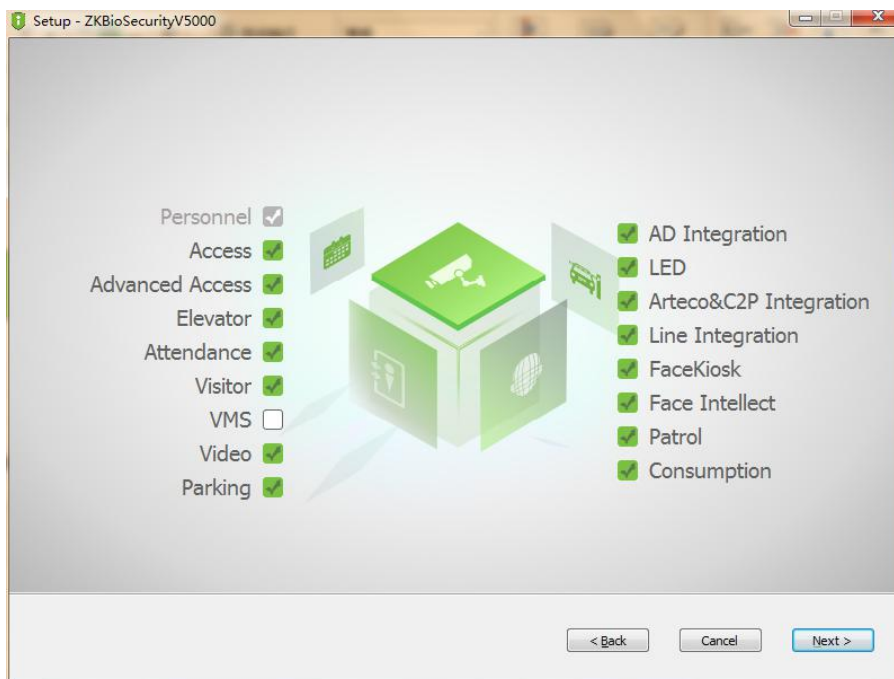 Setup - ZKBioSecurityV5000
Personnel
Access
Advanced Access
Elevator
Attendance
Visitor
VMS
Video
Parking
AD Integration
LED
Arteco&C2P Integration
Line Integration
FaceKiosk
Face Intellect
Patrol
Consumption
< Back
Cancel
Next >